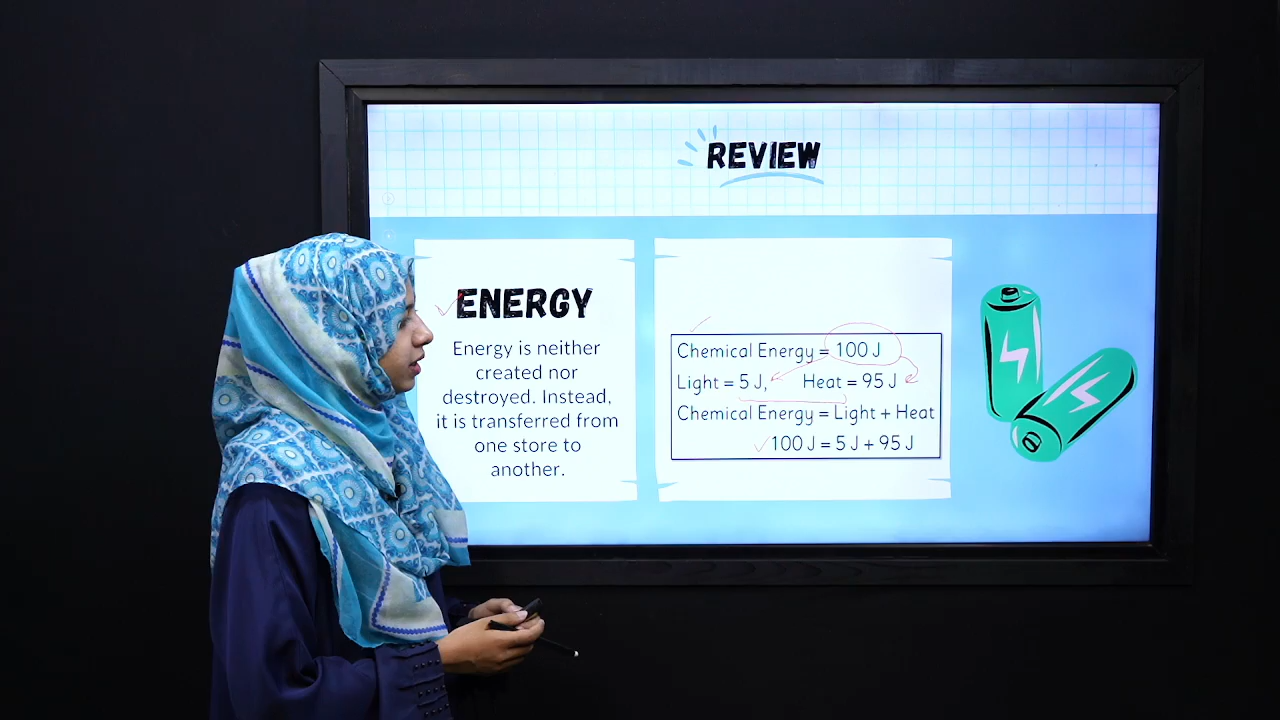 REVIEW
ENERGY
Energy is neither
created nor
destroyed. Instead,
it is transferred from
one store to
another.
Chemical Energy = 100 J
Light = 5 J, Heat = 95 J
Chemical Energy = Light + Heat
100 J = 5 J + 95 J